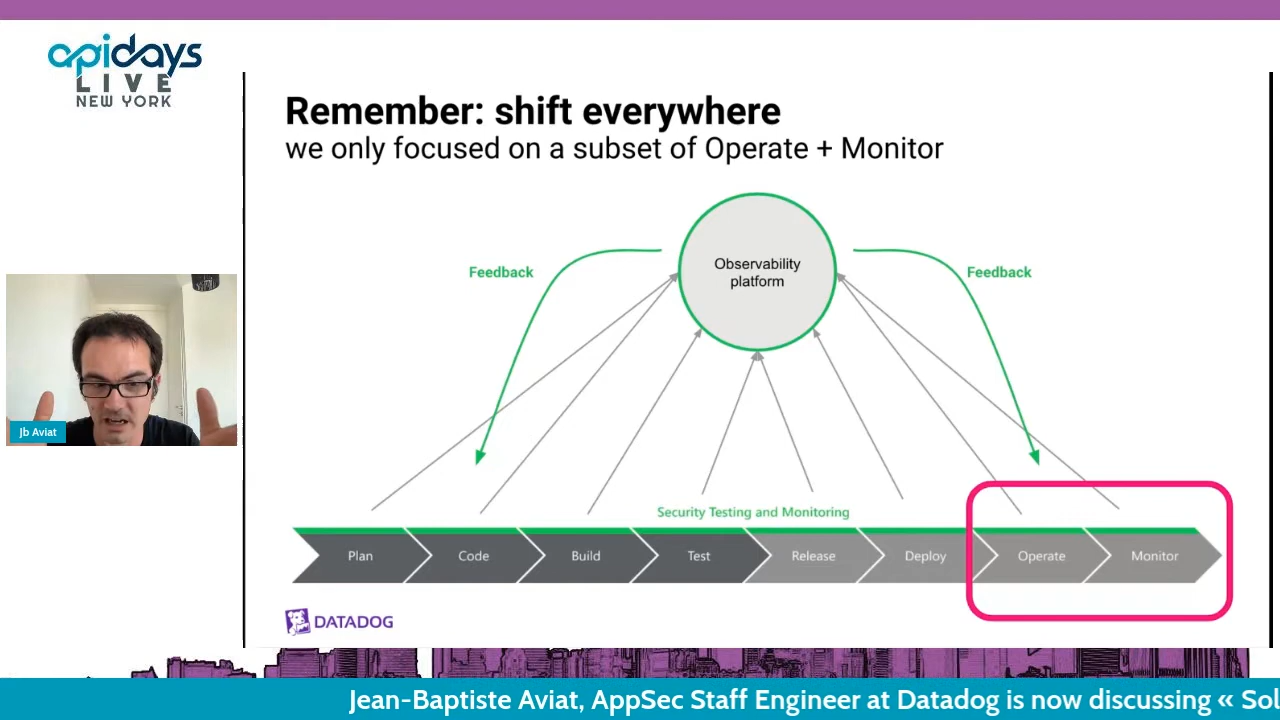 apidays
LIVE
NEW YORK
Remember: shift everywhere
we only focused on a subset of Operate + Monitor
Observability
platform
Feedback
Feedback
Jb Aviat
Security Testing and Monitoring
Plan
Code
Build
Test
Release
Deploy
Operate
Monitor
DATADOG
Jean-Baptiste Aviat, AppSec Staff Engineer at Datadog is now discussing « Sol